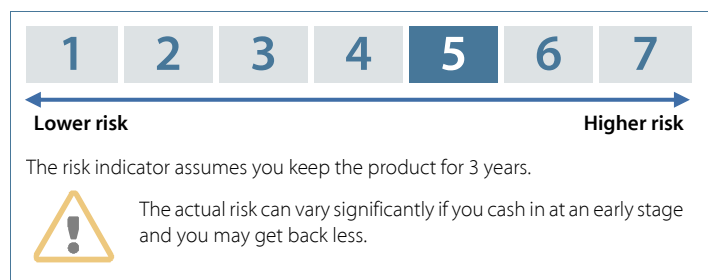 1 2 3 4 5 6 7
Lower risk Higher risk
The risk indicator assumes you keep the product for 3 years.
The actual risk can vary significantly if you cash in at an early stage
and you may get back less.